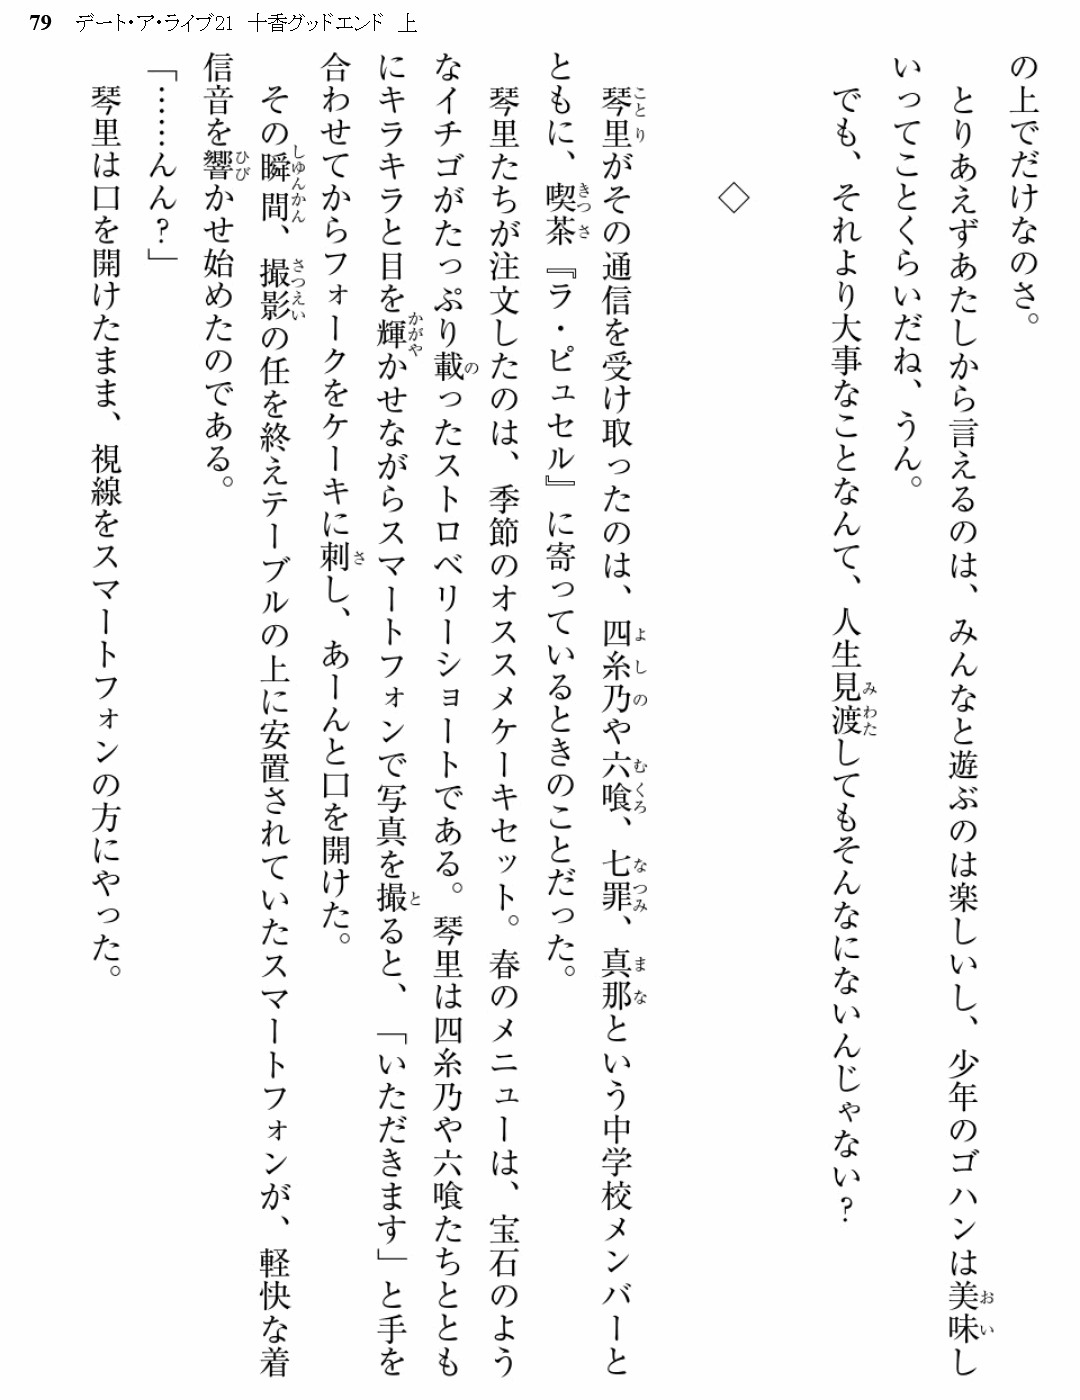 79 デート・ア・ライブ21 十香グッドエンド 上
の上でだけなのさ。
とりあえずあたしから言えるのは、みんなと遊ぶのは楽しいし、少年のゴハンは美味し
いってことくらいだね、うん。
でも、それより大事なことなんて、人生見渡してもそんなにないんじゃない?
◇
琴里がその通信を受け取ったのは、四糸乃や六喰、七罪、真那という中学校メンバーと
ともに、喫茶『ラ・ピュセル』に寄っているときのことだった。
琴里たちが注文したのは、季節のオススメケーキセット。春のメニューは、宝石のよう
なイチゴがたっぷり載ったストロベリーショートである。琴里は四糸乃や六喰たちととも
にキラキラと目を輝かせながらスマートフォンで写真を撮ると、「いただきます」と手を
合わせてからフォークをケーキに刺し、あーんと口を開けた。
その瞬間、撮影の任を終えテーブルの上に安置されていたスマートフォンが、軽快な着
信音を響かせ始めたのである。
「……んん?」
琴里は口を開けたまま、視線をスマートフォンの方にやった。